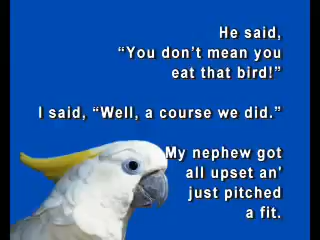 He said,
“You don’t mean you
eat that bird!”
I said, “Well, a course we did.”
My nephew got
all upset an’
just pitched
a fit.